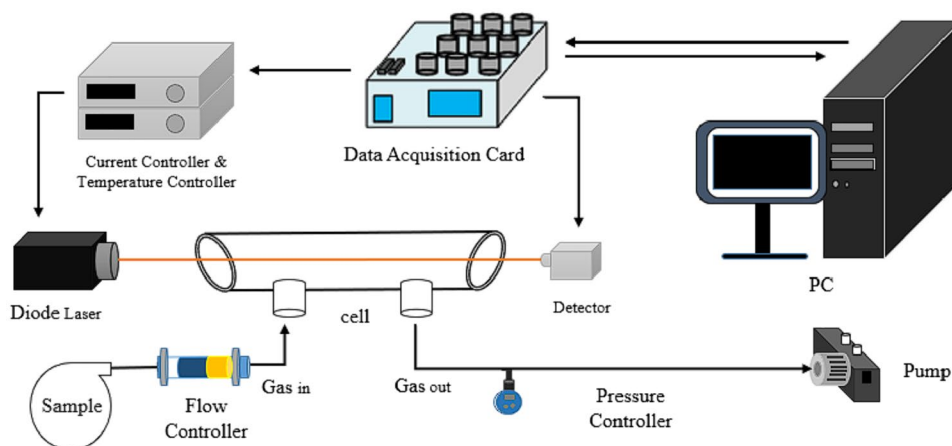 Data Acquisition Card
Current Controller &
Temperature Controller
PC
Diode Laser
cell
Detector
Sample
Flow
Controller
Gas in
Gas out
Pressure
Controller
Pump